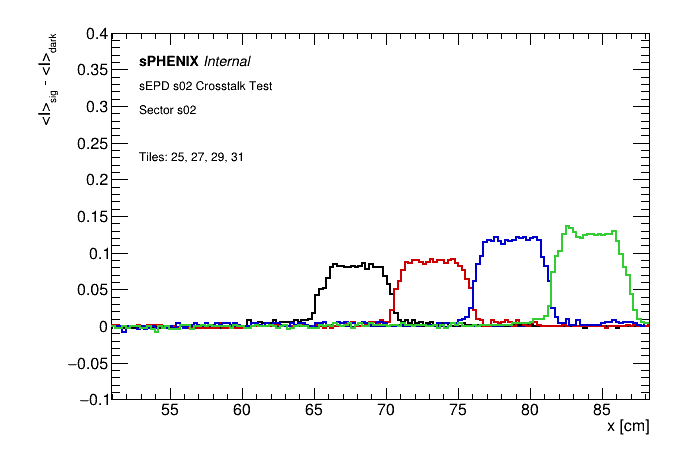 0.4
0.35
0.3
0.25
0.2
0.15
0.1
0.05
0
−0.05
−0.1
<I>sig - <I>dark
sPHENIX Internal
sEPD s02 Crosstalk Test
Sector s02
Tiles: 25, 27, 29, 31
55 60 65 70 75 80 85
x [cm]